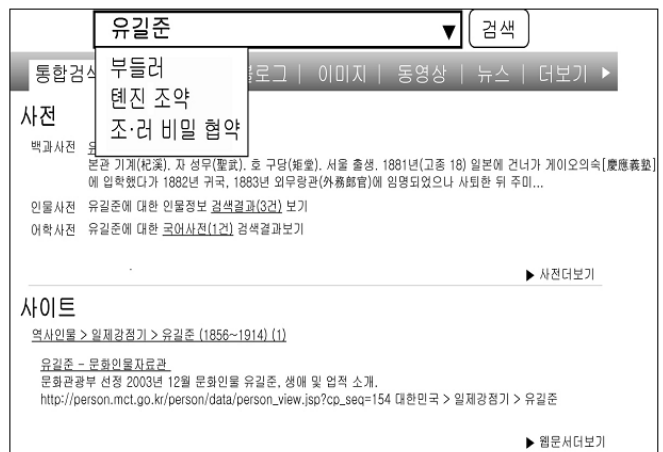 유길준 ▼ 검색
부들러
톈진 조약
조·러 비밀 협약
통합검색 블로그 | 이미지 | 동영상 | 뉴스 | 더보기 ▶
사전
백과사전
본관 기계(杞溪). 자 성무(聖武). 호 구당(矩堂). 서울 출생. 1881년(고종 18) 일본에 건너가 게이오의숙[慶應義塾]
에 입학했다가 1882년 귀국, 1883년 외무랑관(外務郎官)에 임명되었으나 사퇴한 뒤 주미...
인물사전 유길준에 대한 인물정보 검색결과(3건) 보기
어학사전 유길준에 대한 국어사전(1건) 검색결과보기
▶ 사전더보기
사이트
역사인물 > 일제강점기 > 유길준 (1856~1914) (1)
유길준 - 문화인물자료관
문화관광부 선정 2003년 12월 문화인물 유길준, 생애 및 업적 소개.
http://person.mct.go.kr/person/data/person_view.jsp?cp_seq=154 대한민국 > 일제강점기 > 유길준
▶ 웹문서더보기